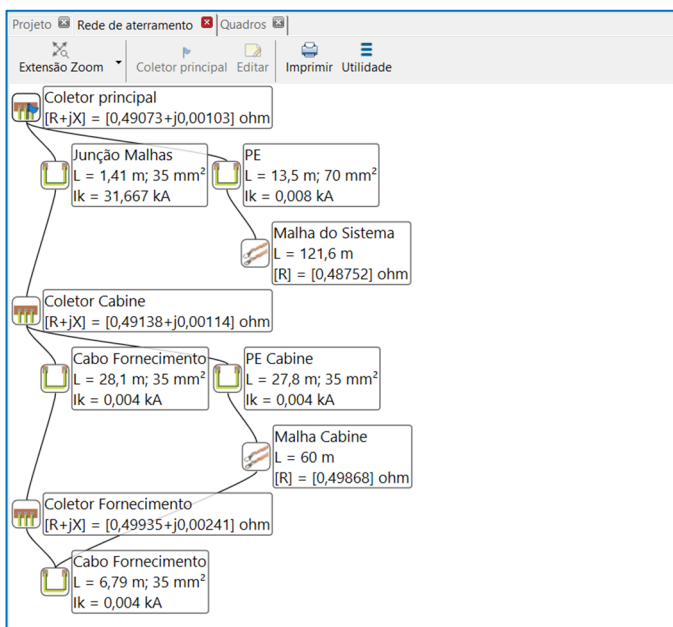 Projeto
Rede de aterramento
Quadros
Extensão Zoom
Coletor principal
Editar
Imprimir
Utilidade
Coletor principal
[R+jX] = [0,49073+j0,00103] ohm
Junção Malhas
L = 1,41 m; 35 mm²
Ik = 31,667 kA
PE
L = 13,5 m; 70 mm²
Ik = 0,008 kA
Malha do Sistema
L = 121,6 m
[R] = [0,48752] ohm
Coletor Cabine
[R+jX] = [0,49138+j0,00114] ohm
Cabo Fornecimento
L = 28,1 m; 35 mm²
Ik = 0,004 kA
PE Cabine
L = 27,8 m; 35 mm²
Ik = 0,004 kA
Malha Cabine
L = 60 m
[R] = [0,49868] ohm
Coletor Fornecimento
[R+jX] = [0,49935+j0,00241] ohm
Cabo Fornecimento
L = 6,79 m; 35 mm²
Ik = 0,004 kA